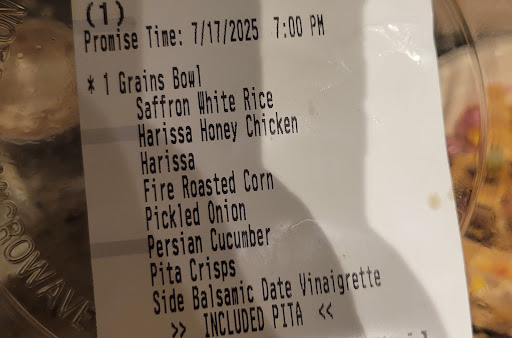 (1)
Promise Time: 7/17/2025 7:00 PM
* 1 Grains Bowl
Saffron White Rice
Harissa Honey Chicken
Harissa
Fire Roasted Corn
Pickled Onion
Persian Cucumber
Pita Crisps
Side Balsamic Date Vinaigrette
>> INCLUDED PITA <<